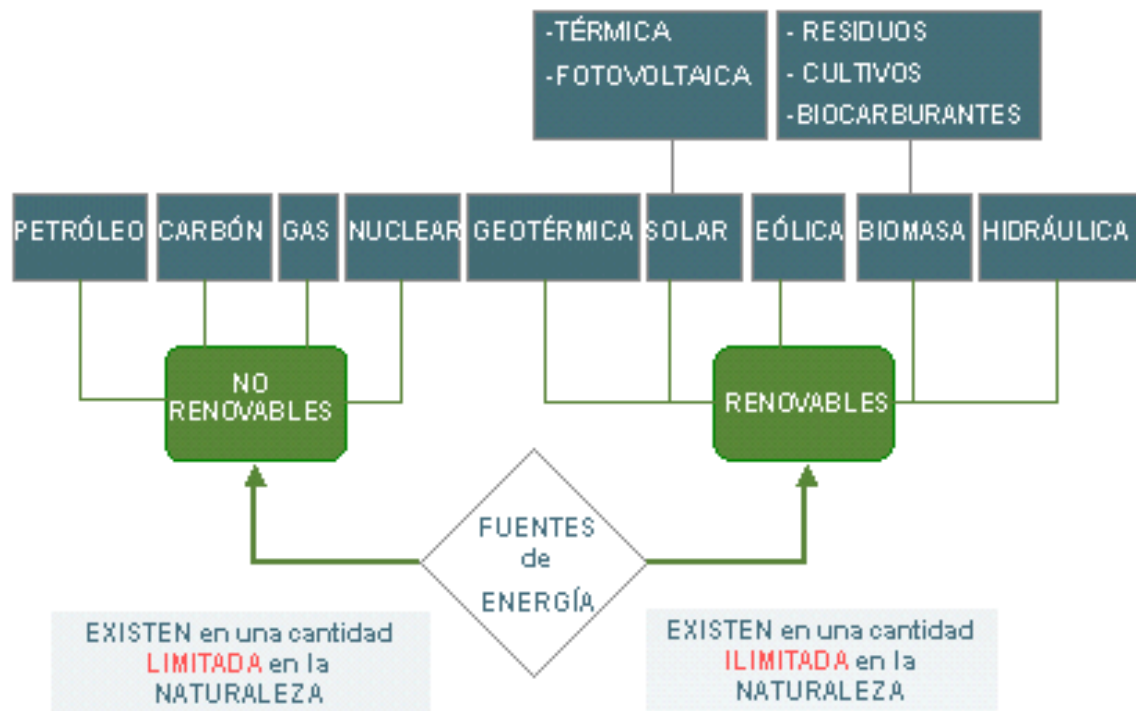 -TÉRMICA
-FOTOVOLTAICA
- RESIDUOS
- CULTIVOS
-BIOCARBURANTES
PETRÓLEO
CARBÓN
GAS
NUCLEAR
GEOTÉRMICA
SOLAR
EÓLICA
BIOMASA
HIDRÁULICA
NO
RENOVABLES
RENOVABLES
FUENTES
de
ENERGÍA
EXISTEN en una cantidad
LIMITADA en la
NATURALEZA
EXISTEN en una cantidad
ILIMITADA en la
NATURALEZA